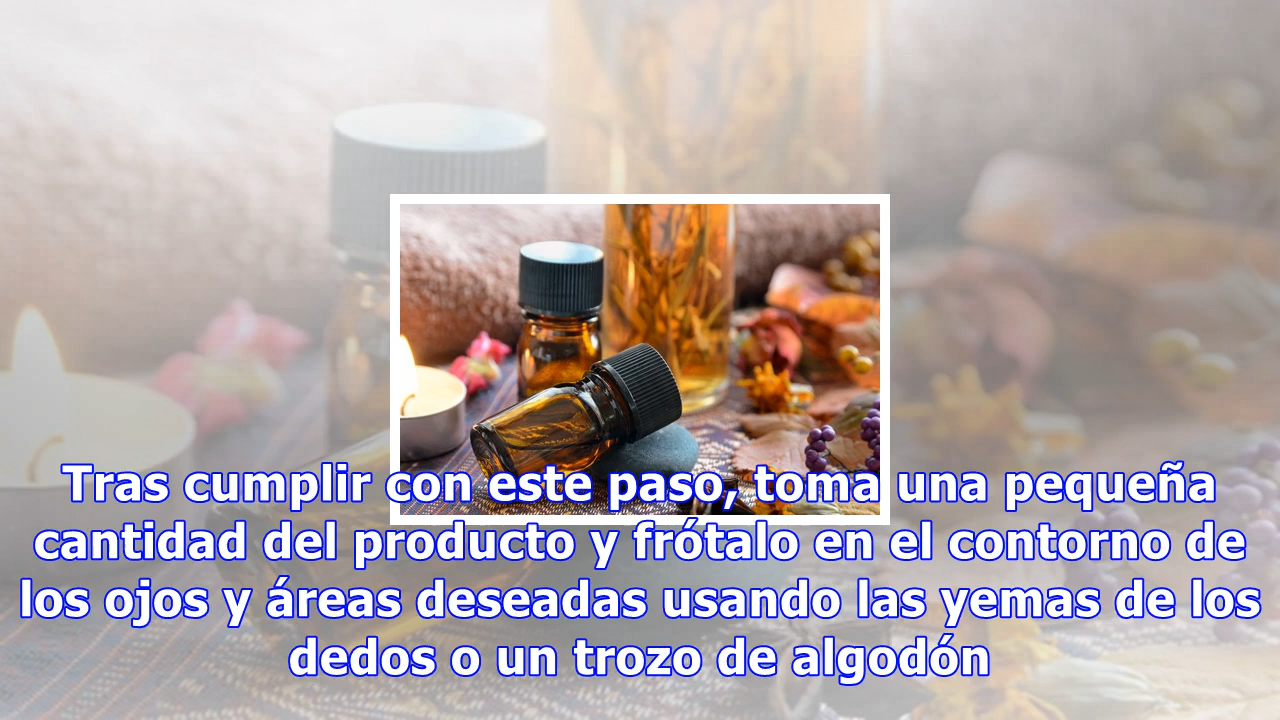 Tras cumplir con este paso, toma una pequeña
cantidad del producto y frótalo en el contorno de
los ojos y áreas deseadas usando las yemas de los
dedos o un trozo de algodón